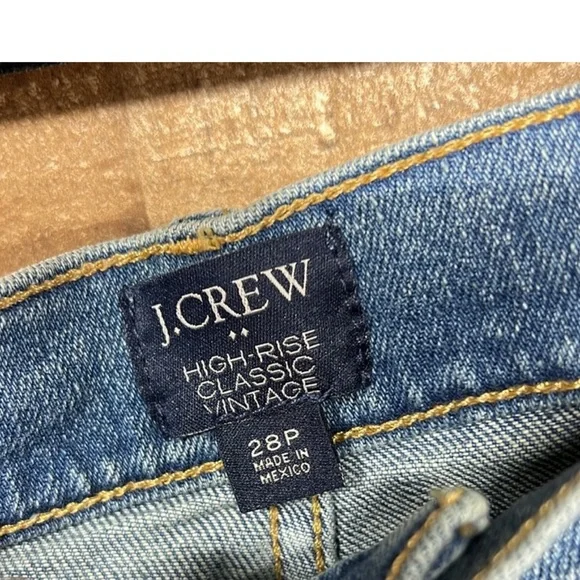 J.CREW
HIGH-RISE
CLASSIC
VINTAGE
28P
MADE IN
MEXICO